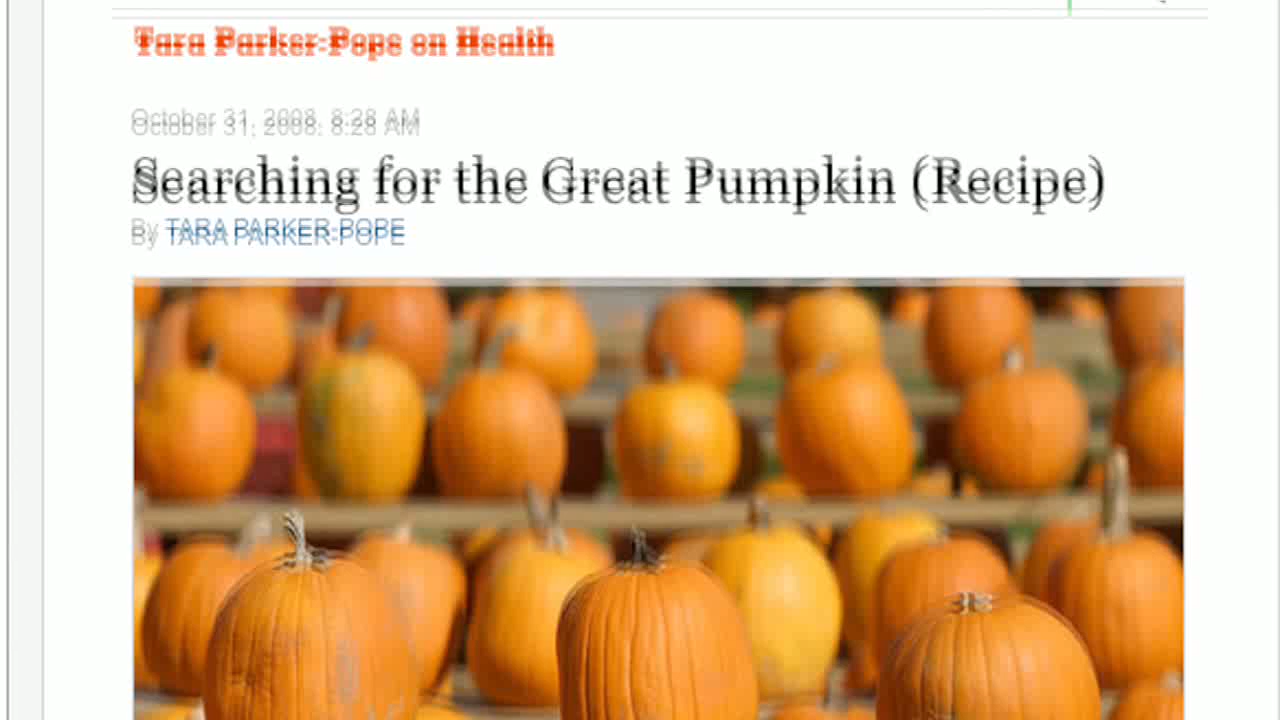 Tara Parker-Pope on Health
October 31, 2008, 8:28 AM
Searching for the Great Pumpkin (Recipe)
By TARA PARKER-POPE